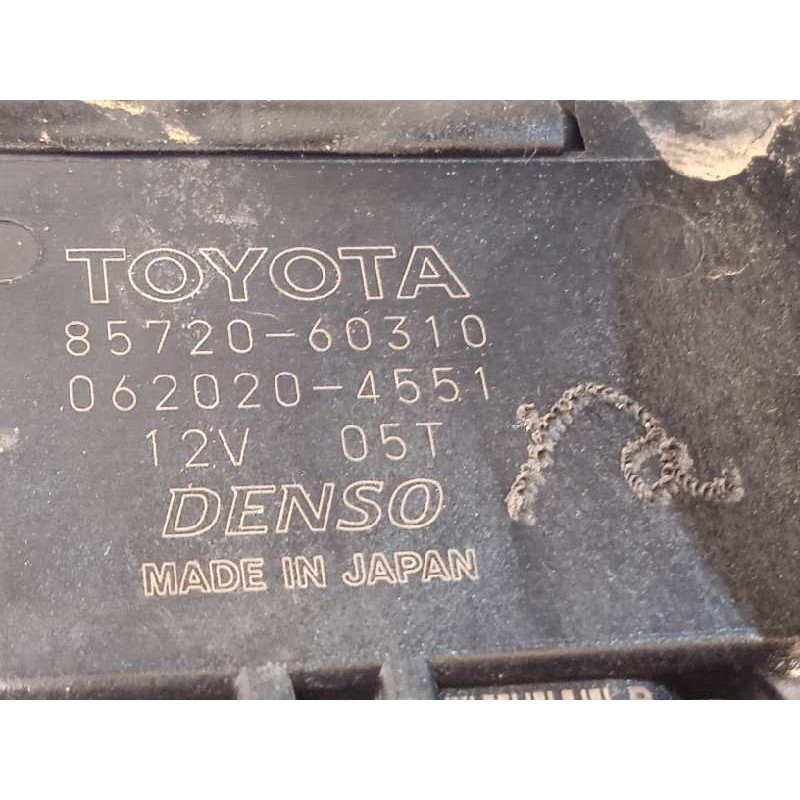 TOYOTA
85720-60310
062020-4551
12V 05T
DENSO
MADE IN JAPAN